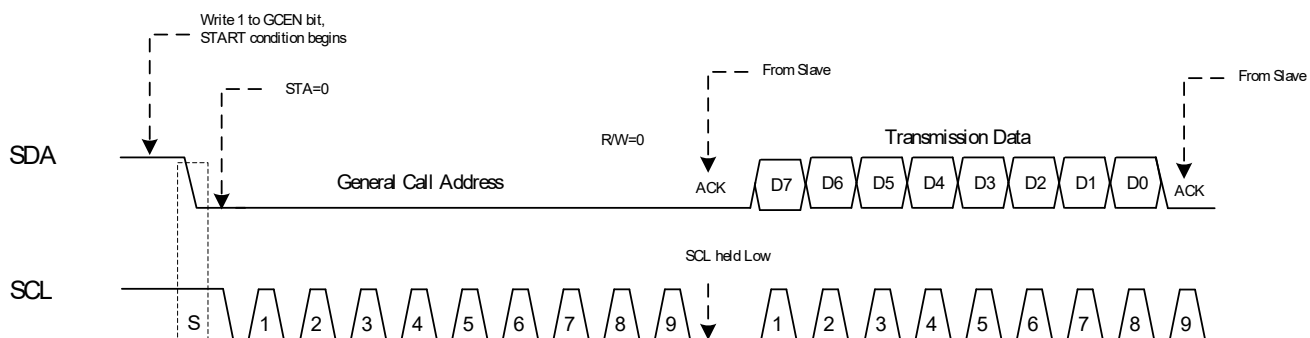 Write 1 to GCEN bit,
START condition begins
STA=0
From Slave
From Slave
R/W=0
Transmission Data
SDA
General Call Address
ACK
D7 D6 D5 D4 D3 D2 D1 D0
ACK
SCL held Low
SCL
S 1 2 3 4 5 6 7 8 9 1 2 3 4 5 6 7 8 9